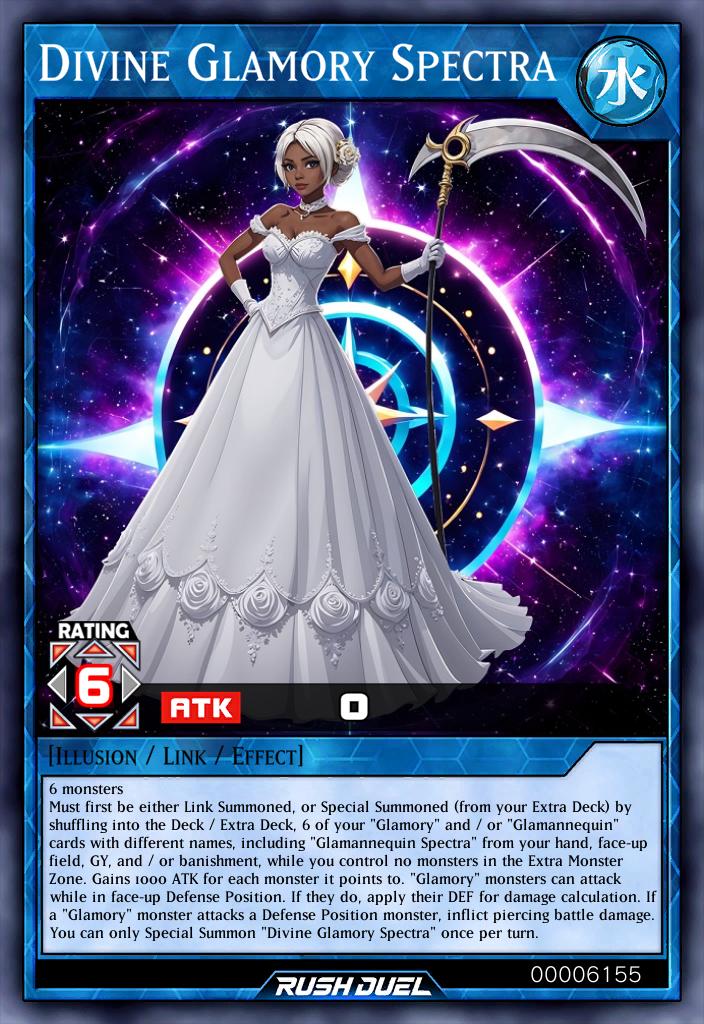 Divine Glamory Spectra
水
RATING
6
ATK 0
[Illusion / Link / Effect]
6 monsters
Must first be either Link Summoned, or Special Summoned (from your Extra Deck) by
shuffling into the Deck / Extra Deck, 6 of your "Glamory" and / or "Glamannequin"
cards with different names, including "Glamannequin Spectra" from your hand, face-up
field, GY, and / or banishment, while you control no monsters in the Extra Monster
Zone. Gains 1000 ATK for each monster it points to. "Glamory" monsters can attack
while in face-up Defense Position. If they do, apply their DEF for damage calculation. If
a "Glamory" monster attacks a Defense Position monster, inflict piercing battle damage.
You can only Special Summon "Divine Glamory Spectra" once per turn.
00006155
RUSH DUEL